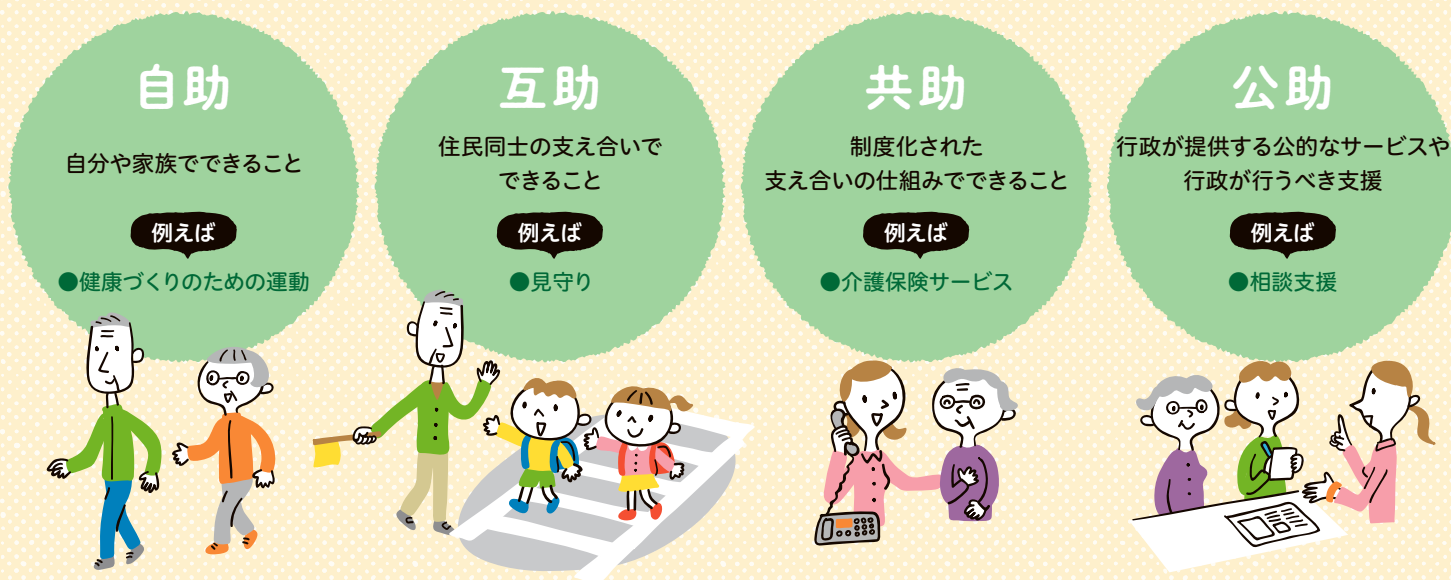 自助
自分や家族でできること
例えば
●健康づくりのための運動
互助
住民同士の支え合いで
できること
例えば
●見守り
共助
制度化された
支え合いの仕組みでできること
例えば
●介護保険サービス
公助
行政が提供する公的なサービスや
行政が行うべき支援
例えば
●相談支援